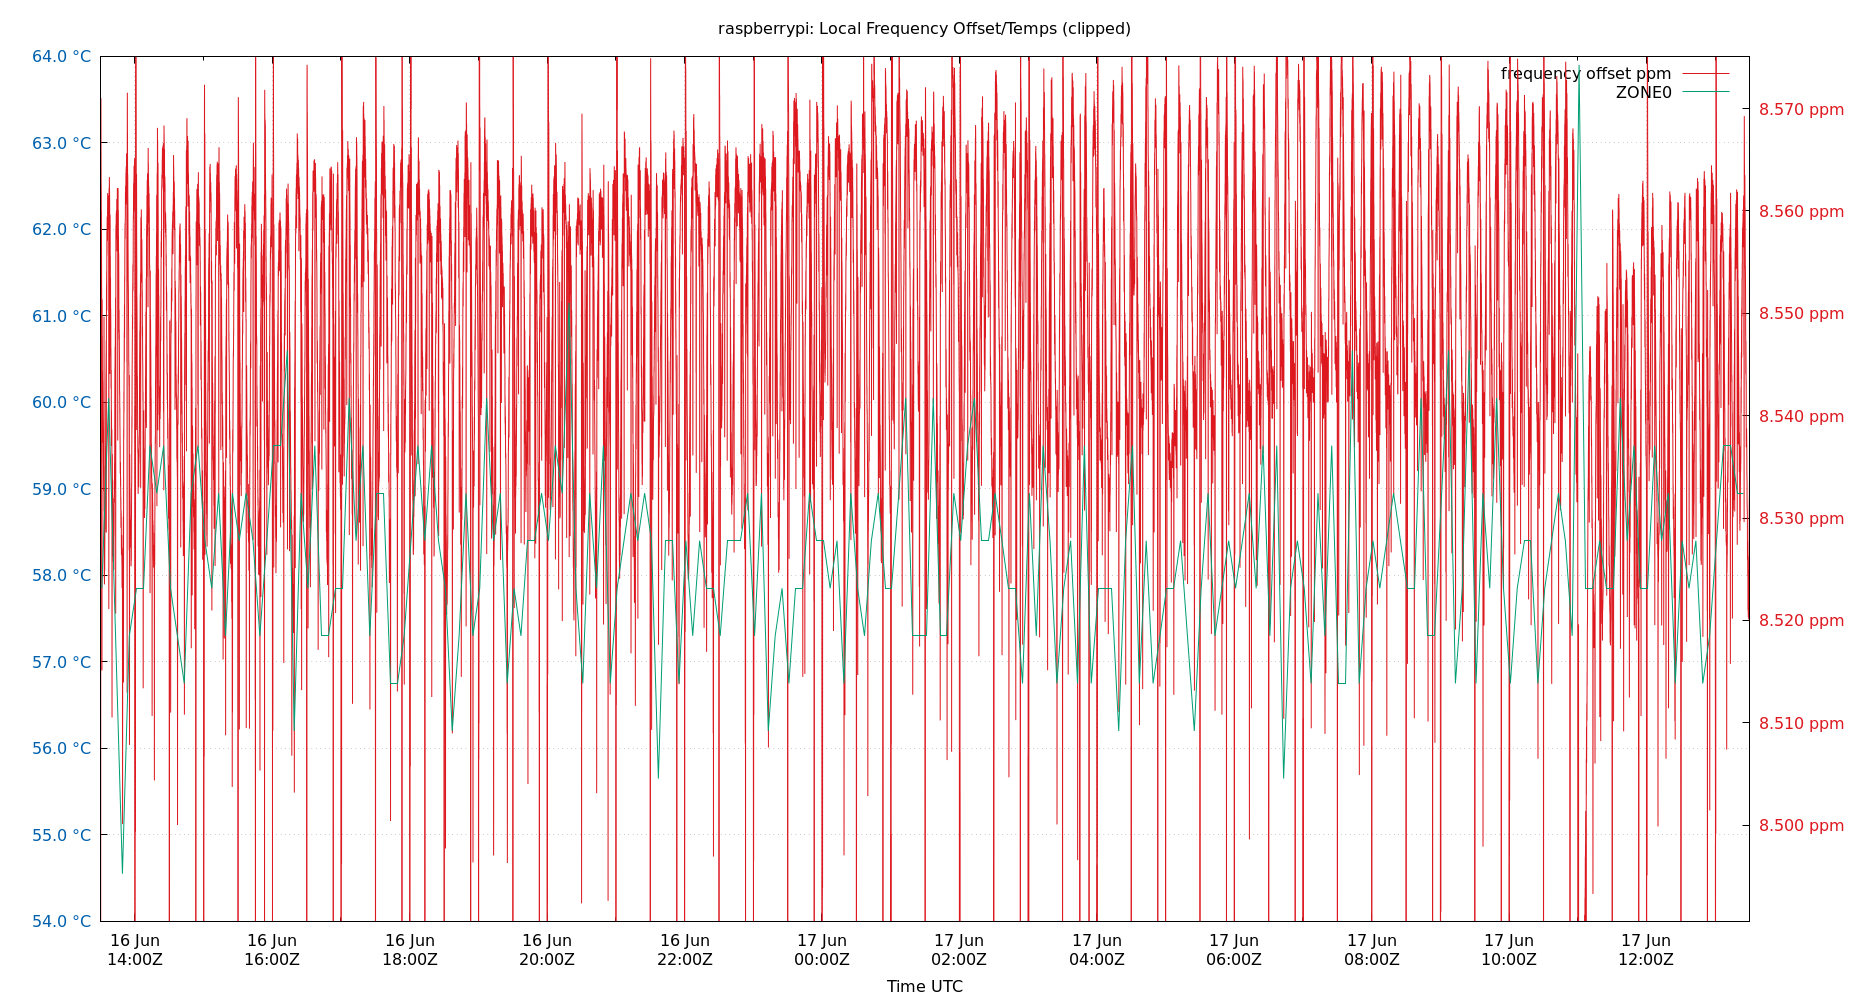 raspberrypi: Local Frequency Offset/Temps (clipped)
64.0 °C
63.0 °C
62.0 °C
61.0 °C
60.0 °C
59.0 °C
58.0 °C
57.0 °C
56.0 °C
55.0 °C
54.0 °C
frequency offset ppm
ZONE0
8.570 ppm
8.560 ppm
8.550 ppm
8.540 ppm
8.530 ppm
8.520 ppm
8.510 ppm
8.500 ppm
16 Jun 16 Jun 16 Jun 16 Jun 16 Jun 17 Jun 17 Jun 17 Jun 17 Jun 17 Jun 17 Jun 17 Jun
14:00Z 16:00Z 18:00Z 20:00Z 22:00Z 00:00Z 02:00Z 04:00Z 06:00Z 08:00Z 10:00Z 12:00Z
Time UTC